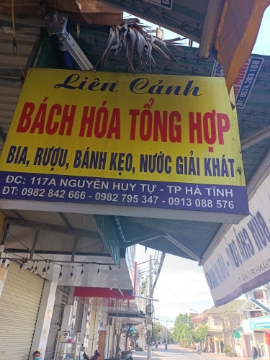 Liên Cảnh
BÁCH HÓA TỔNG HỢP
BIA, RƯỢU, BÁNH KẸO, NƯỚC GIẢI KHÁT
ĐC: 117A NGUYỄN HUY TỰ - TP HÀ TĨNH
ĐT: 0982 842 666 - 0982 795 347 - 0913 088 576